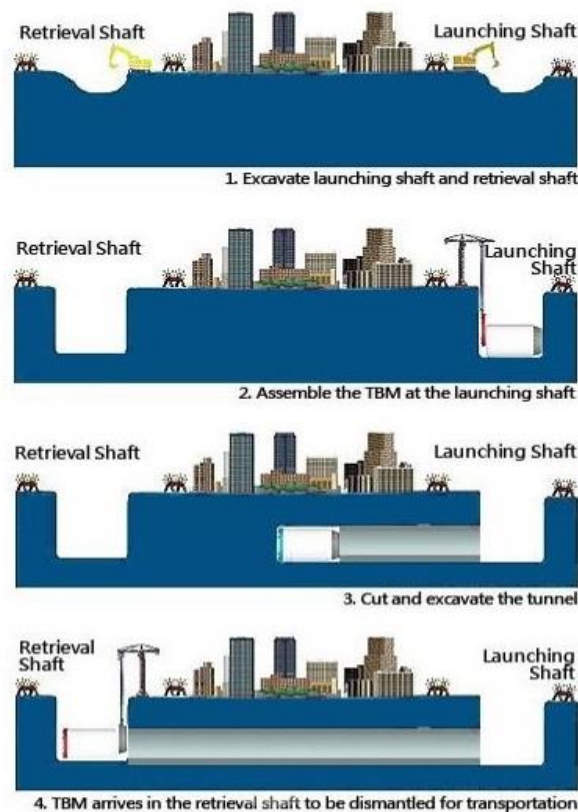 Retrieval Shaft
Launching Shaft
1. Excavate launching shaft and retrieval shaft
Retrieval Shaft
Launching
Shaft
2. Assemble the TBM at the launching shaft
Retrieval Shaft
Launching Shaft
3. Cut and excavate the tunnel
Retrieval
Shaft
Launching
Shaft
4. TBM arrives in the retrieval shaft to be dismantled for transportation